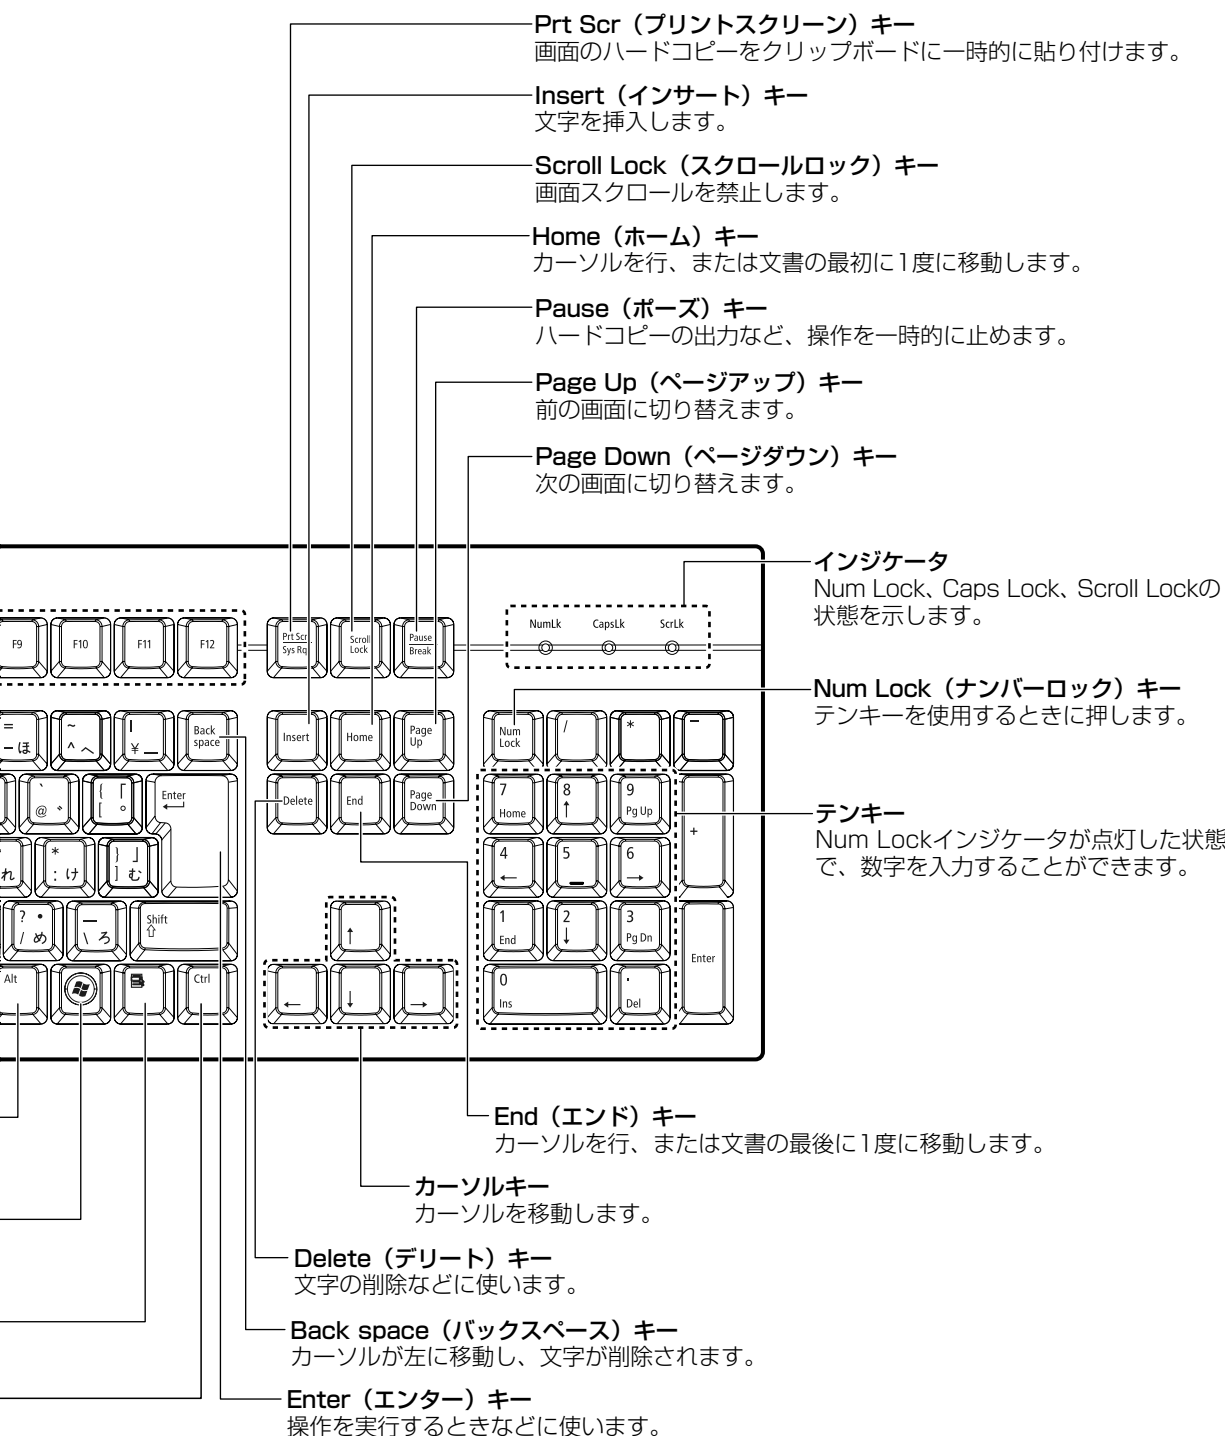 Prt Scr（プリントスクリーン）キー
画面のハードコピーをクリップボードに一時的に貼り付けます。
Insert（インサート）キー
文字を挿入します。
Scroll Lock（スクロールロック）キー
画面スクロールを禁止します。
Home（ホーム）キー
カーソルを行、または文書の最初に1度に移動します。
Pause（ポーズ）キー
ハードコピーの出力など、操作を一時的に止めます。
Page Up（ページアップ）キー
前の画面に切り替えます。
Page Down（ページダウン）キー
次の画面に切り替えます。
インジケータ
Num Lock、Caps Lock、Scroll Lockの
状態を示します。
NumLk CapsLk ScrLk
F9 F10 F11 F12
Prt Scr
Sys Rq
Scroll
Lock
Pause
Break
Num Lock（ナンバーロック）キー
テンキーを使用するときに押します。
=
- ほ
~
^ へ
|
¥ ー
Back
space
Insert
Home
Page
Up
Num
Lock
/
*
-
`
@ ゛
{ 「
[ ゜
Enter
Delete
End
Page
Down
7
Home
8
↑
9
Pg Up
+
テンキー
Num Lockインジケータが点灯した状態
で、数字を入力することができます。
れ
*
: け
} 」
] む
4
←
5
6
→
? ・
/ め
\ ろ
Shift
⇧
↑
1
End
2
↓
3
Pg Dn
Enter
Alt
Ctrl
←
↓
→
0
Ins
.
Del
End（エンド）キー
カーソルを行、または文書の最後に1度に移動します。
カーソルキー
カーソルを移動します。
Delete（デリート）キー
文字の削除などに使います。
Back space（バックスペース）キー
カーソルが左に移動し、文字が削除されます。
Enter（エンター）キー
操作を実行するときなどに使います。